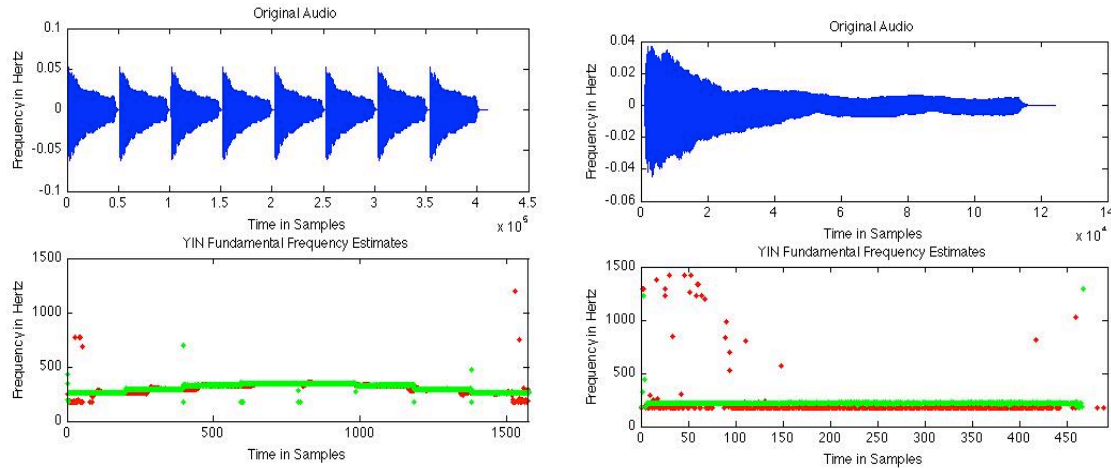 Original Audio
Frequency in Hertz
0.1
0.05
0
-0.05
-0.1
0 0.5 1 1.5 2 2.5 3 3.5 4 4.5
Time in Samples
x 10
YIN Fundamental Frequency Estimates
Frequency in Hertz
1500
1000
500
0
0 500 1000 1500
Time in Samples
Original Audio
Frequency in Hertz
0.04
0.02
0
-0.02
-0.04
-0.06
0 2 4 6 8 10 12 14
Time in Samples
x 10^4
YIN Fundamental Frequency Estimates
Frequency in Hertz
1500
1000
500
0
0 50 100 150 200 250 300 350 400 450
Time in Samples